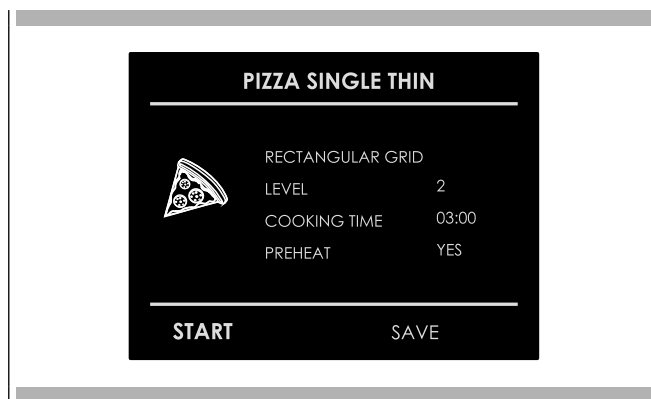 PIZZA SINGLE THIN
RECTANGULAR GRID
LEVEL 2
COOKING TIME 03:00
PREHEAT YES
START SAVE